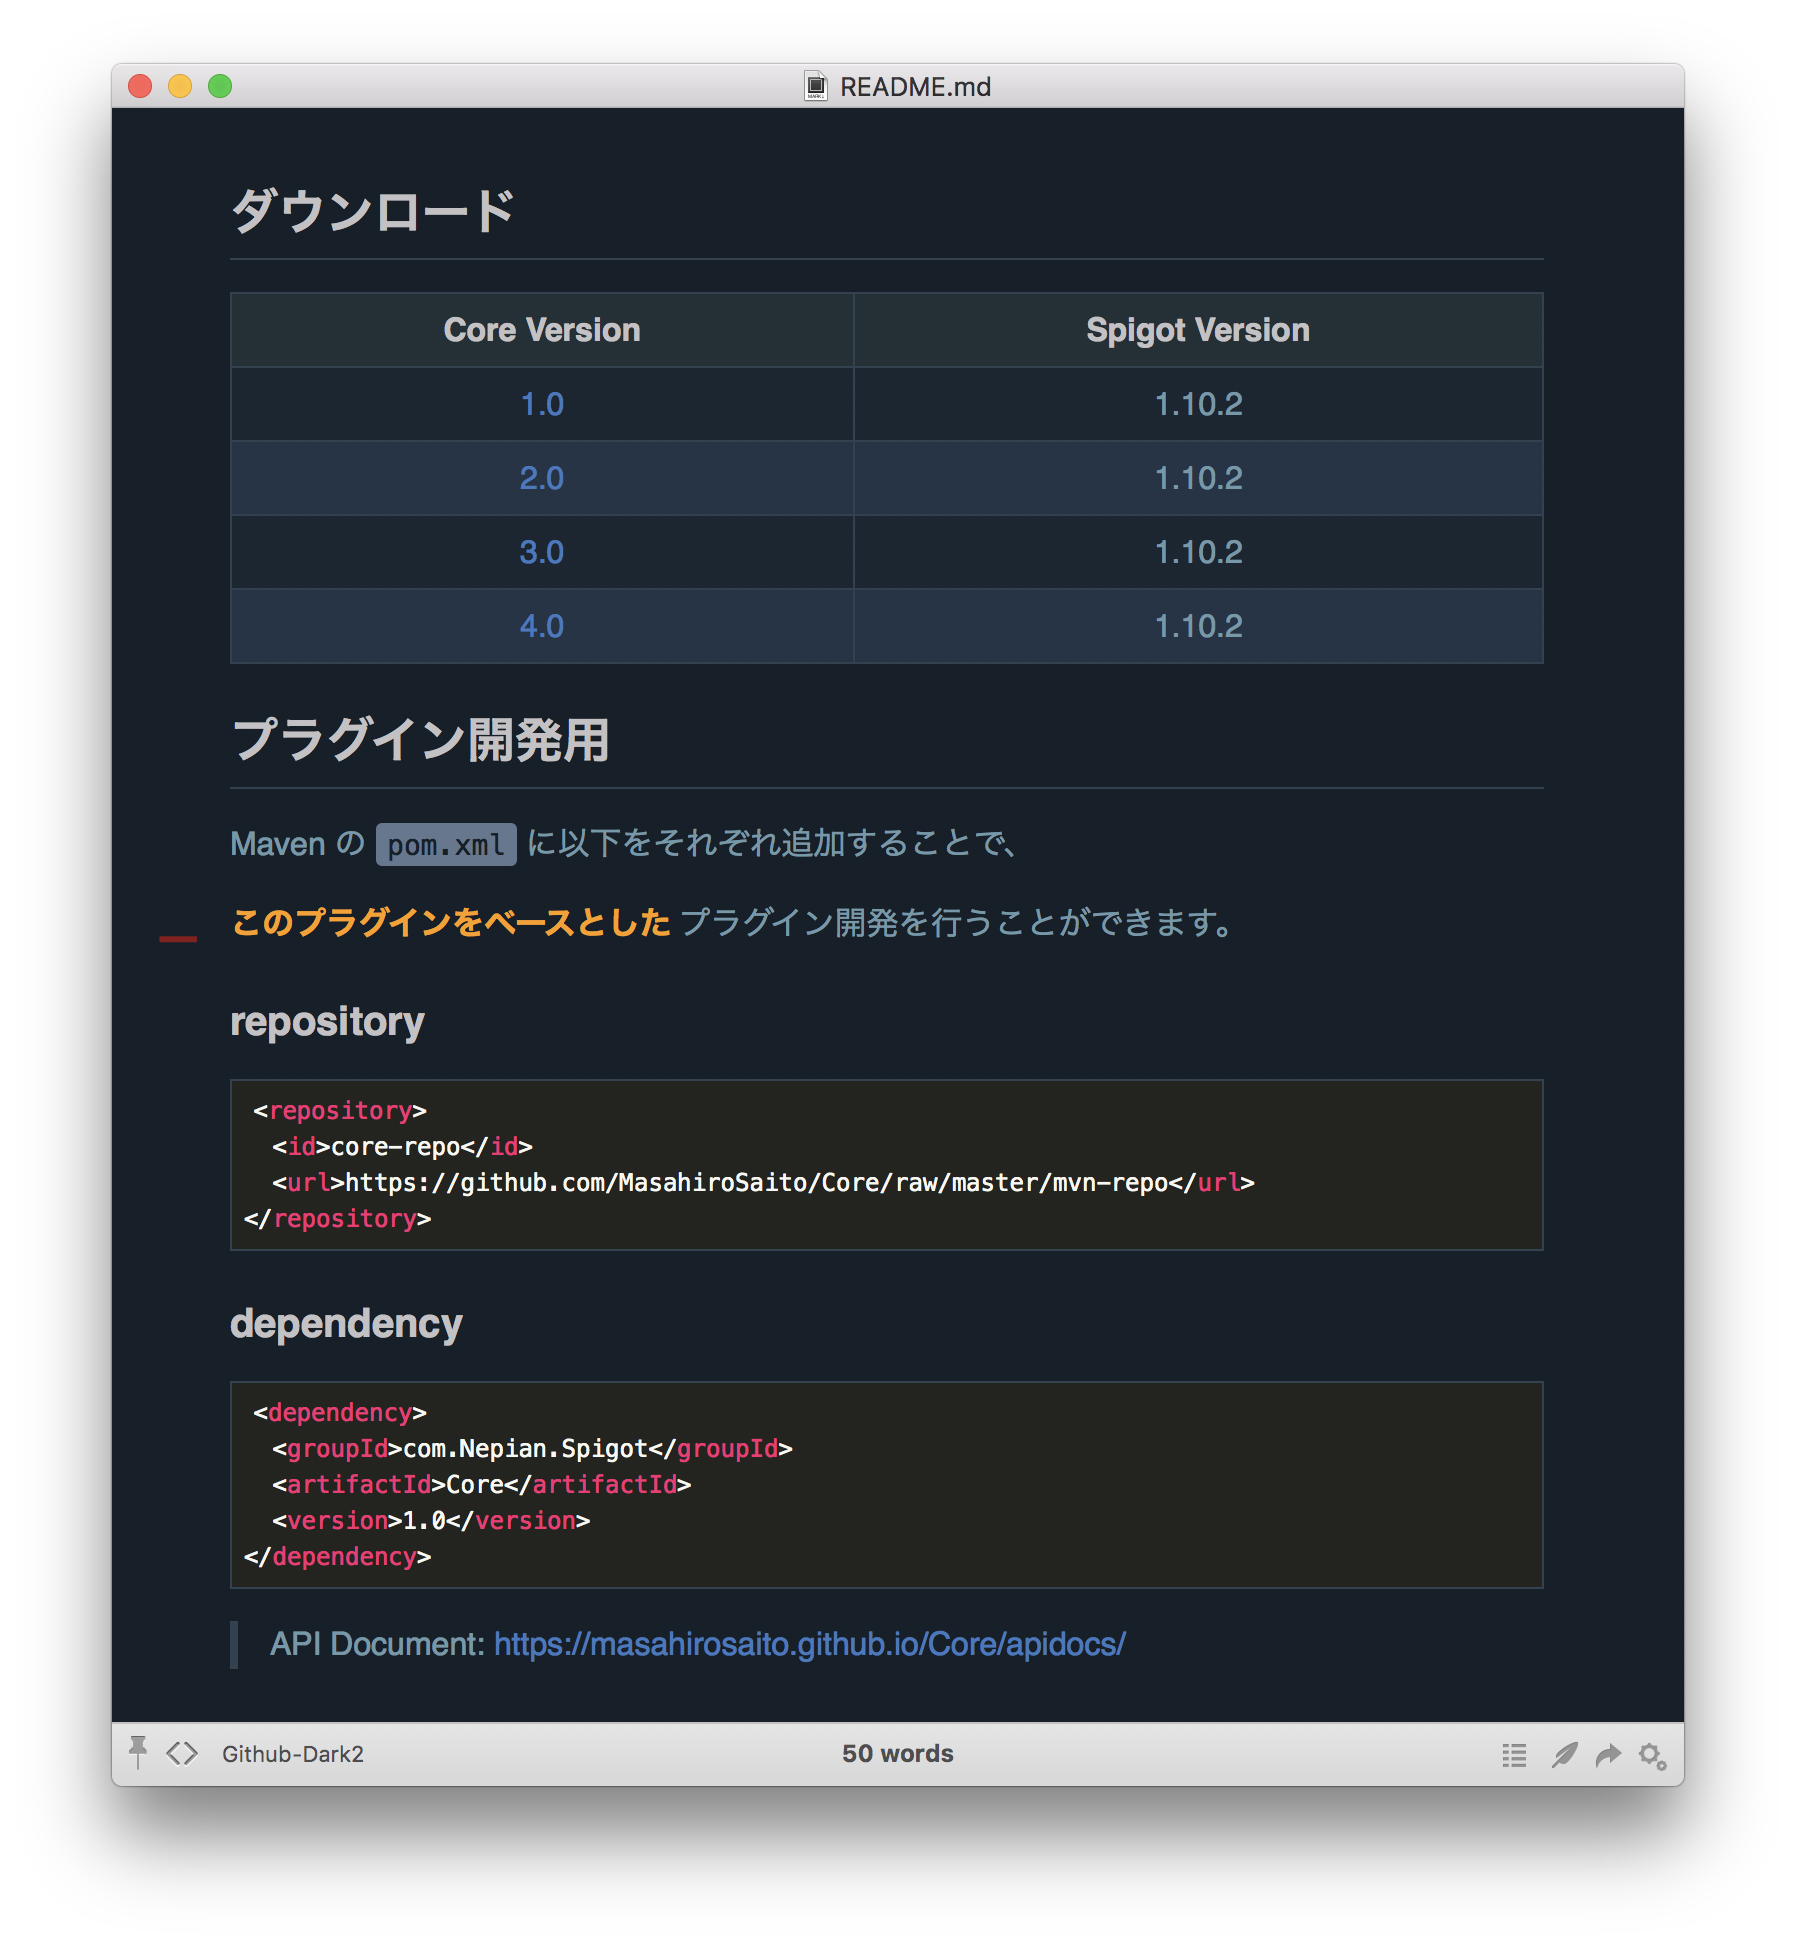 README.md
ダウンロード
Core Version Spigot Version
1.0 1.10.2
2.0 1.10.2
3.0 1.10.2
4.0 1.10.2
プラグイン開発用
Maven の pom.xml に以下をそれぞれ追加することで、
このプラグインをベースとした プラグイン開発を行うことができます。
repository
<repository>
<id>core-repo</id>
<url>https://github.com/MasahiroSaito/Core/raw/master/mvn-repo</url>
</repository>
dependency
<dependency>
<groupId>com.Nepian.Spigot</groupId>
<artifactId>Core</artifactId>
<version>1.0</version>
</dependency>
API Document: https://masahirosaito.github.io/Core/apidocs/
Github-Dark2 50 words